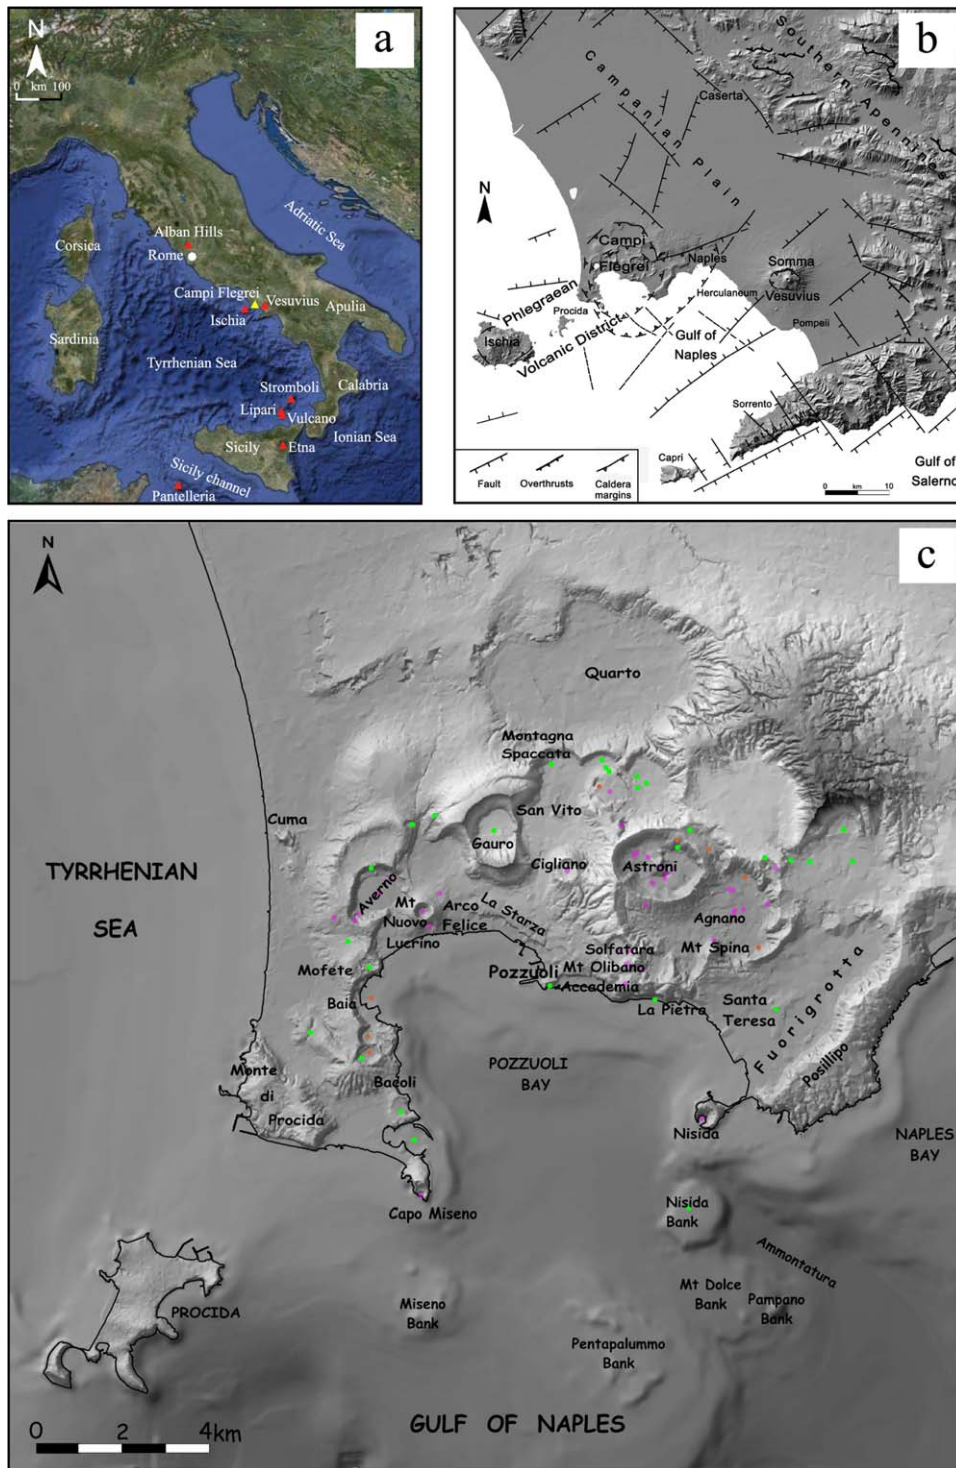 N
a
0 km 100
Adriatic Sea
Alban Hills
Corsica
Rome
Campi Flegrei
Vesuvius
Apulia
Ischia
Sardinia
Tyrrhenian Sea
Stromboli
Calabria
Lipari
Vulcano
Ionian Sea
Sicily
Etna
Sicily channel
Pantelleria
b
Southern Apennines
Campanian Plain
Caserta
N
Campi
Flegrei
Naples
Somma
Vesuvius
Herculaneum
Phlegraean
Volcanic District
Procida
Ischia
Pompeii
Gulf of
Naples
Sorrento
Capri
Gulf of
Salerno
Fault
Overthrusts
Caldera
margins
0 km 10
c
N
Quarto
Montagna
Spaccata
San Vito
Cuma
Gauro
Cigliano
Astroni
TYRRHENIAN
SEA
Averno
Mt
Nuovo
Arco
Felice
La Starza
Lucrino
Agnano
Solfatara
Mt Spina
Mofete
Pozzuoli
Mt Olibano
Accademia
Baia
La Pietra
Santa
Teresa
Fuorigrotta
Posillipo
Monte
di
Procida
Bacoli
POZZUOLI
BAY
Nisida
NAPLES
BAY
Capo Miseno
Nisida
Bank
Ammontatura
Mt Dolce
Bank
Pampano
Bank
PROCIDA
Miseno
Bank
Pentapalummo
Bank
GULF OF NAPLES
0 2 4km